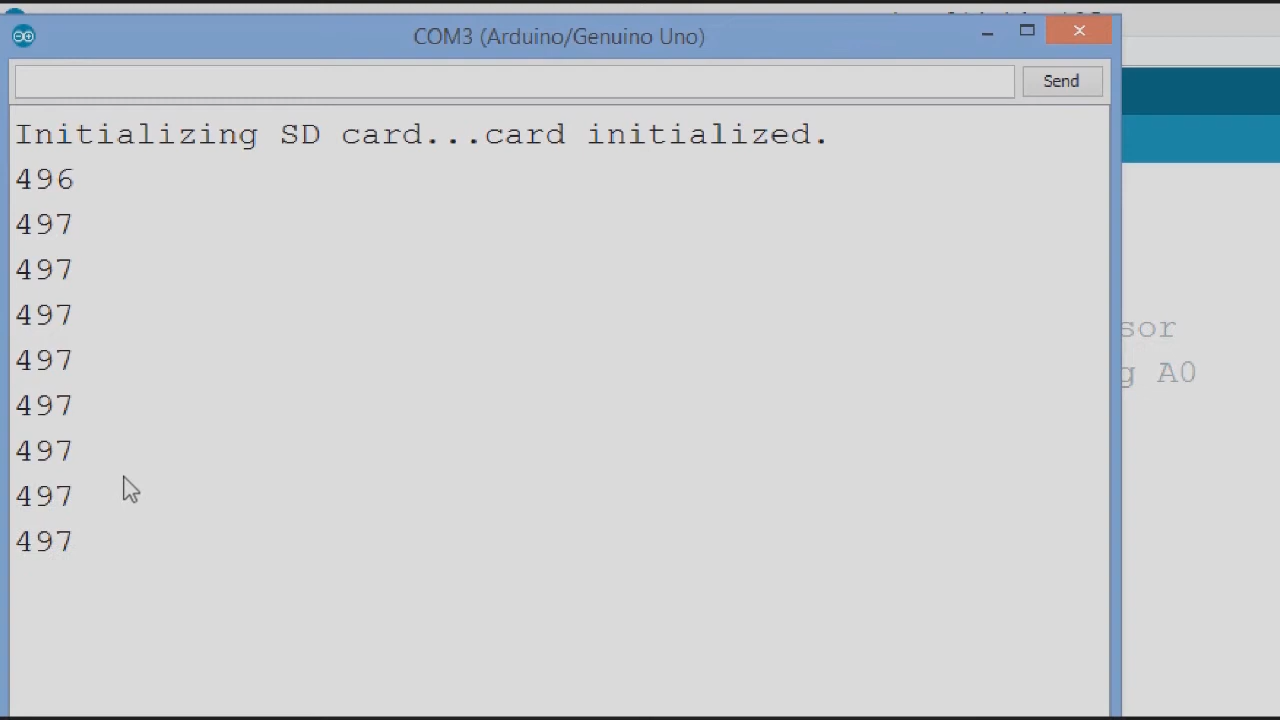 COM3 (Arduino/Genuino Uno)
Send
Initializing SD card...card initialized.
496
497
497
497
497
497
497
497
497
sor
g A0